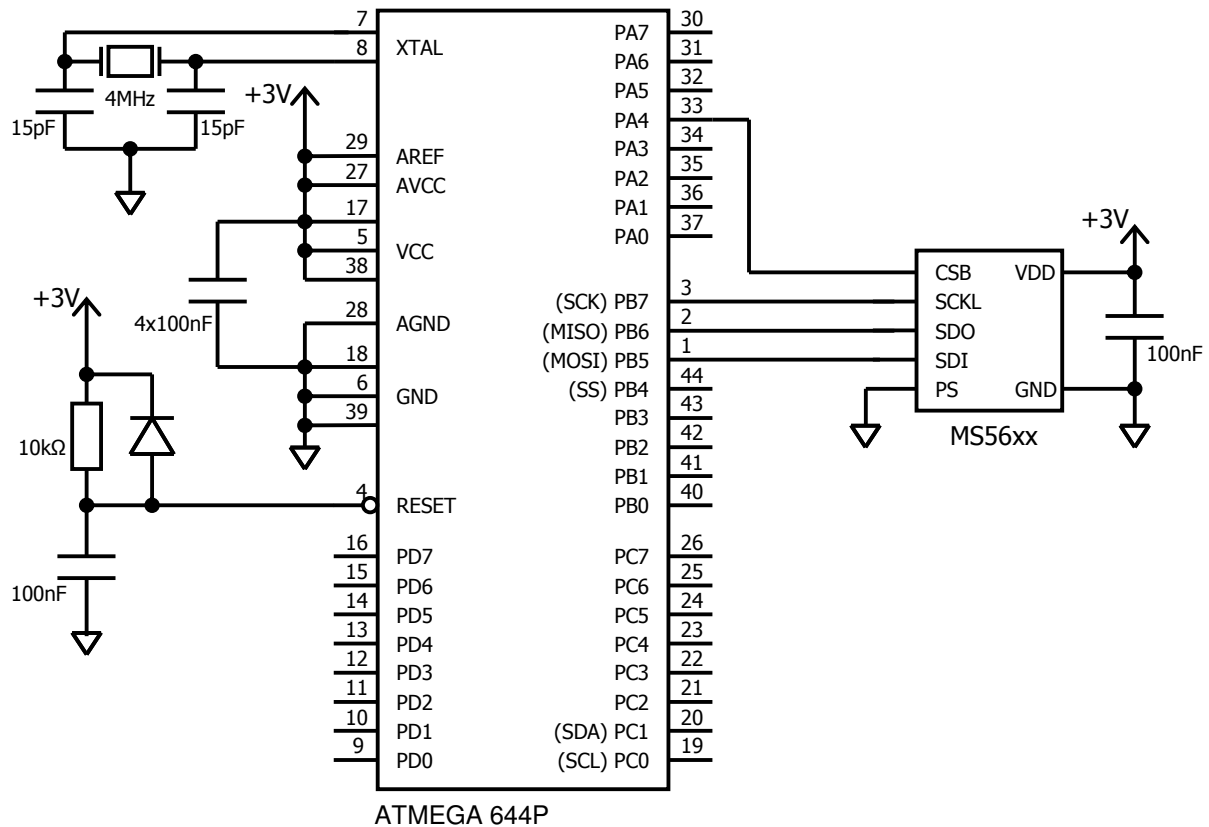 7
8
XTAL
4MHz
15pF
15pF
+3V
29
AREF
27
AVCC
17
5
VCC
38
4x100nF
28
AGND
18
6
GND
39
+3V
10kΩ
4
RESET
100nF
16
PD7
15
PD6
14
PD5
13
PD4
12
PD3
11
PD2
10
PD1
9
PD0
PA7
30
PA6
31
PA5
32
PA4
33
PA3
34
PA2
35
PA1
36
PA0
37
(SCK) PB7
3
(MISO) PB6
2
(MOSI) PB5
1
(SS) PB4
44
PB3
43
PB2
42
PB1
41
PB0
40
PC7
26
PC6
25
PC5
24
PC4
23
PC3
22
PC2
21
(SDA) PC1
20
(SCL) PC0
19
ATMEGA 644P
+3V
CSB VDD
SCKL
SDO
SDI
PS GND
100nF
MS56xx